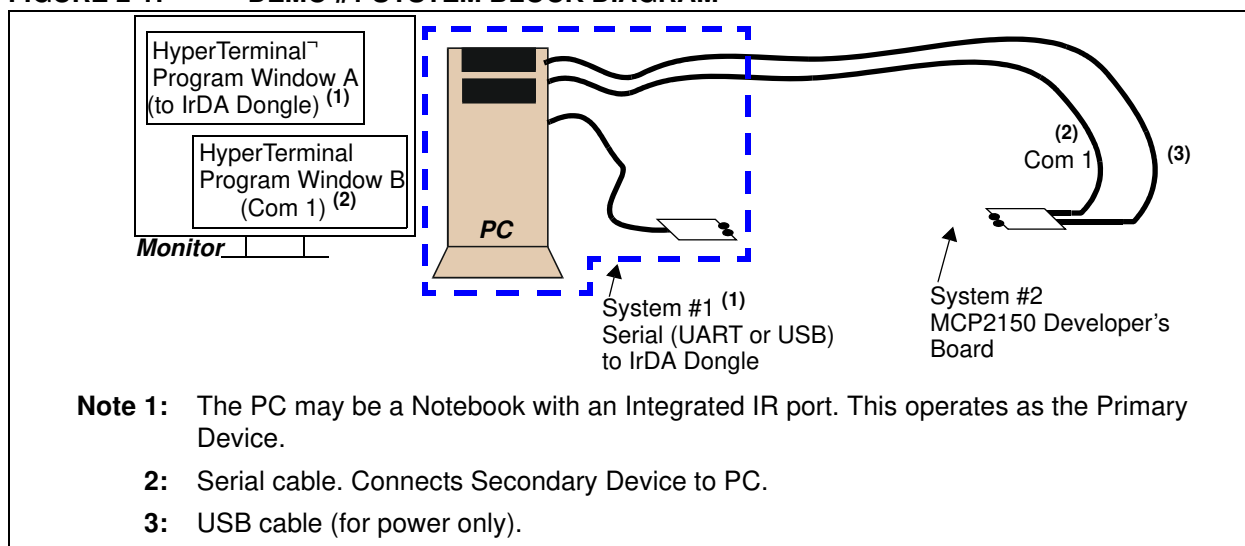 HyperTerminal¬
Program Window A
(to IrDA Dongle) (1)
HyperTerminal
Program Window B
(Com 1) (2)
Monitor
PC
(2)
Com 1
(3)
System #1 (1)
Serial (UART or USB)
to IrDA Dongle
System #2
MCP2150 Developer's
Board
Note 1: The PC may be a Notebook with an Integrated IR port. This operates as the Primary
Device.
2: Serial cable. Connects Secondary Device to PC.
3: USB cable (for power only).